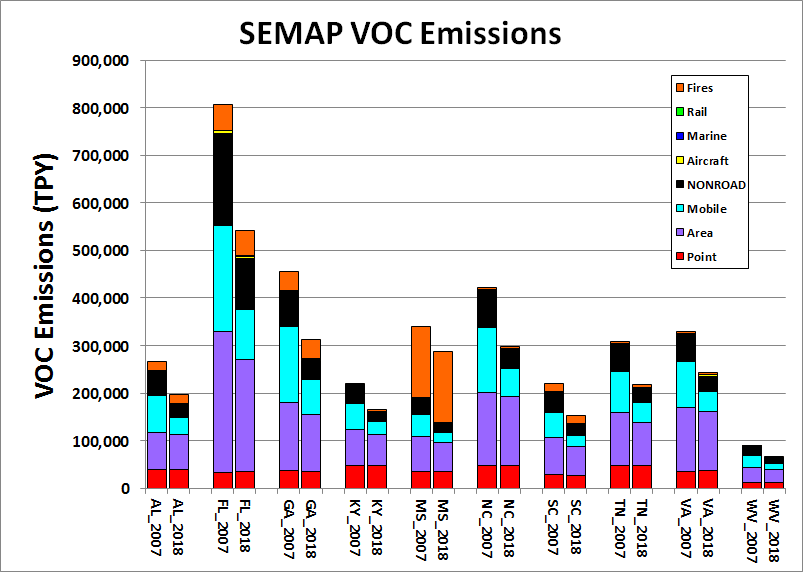 SEMAP VOC Emissions
VOC Emissions (TPY)
900,000
800,000
700,000
600,000
500,000
400,000
300,000
200,000
100,000
0
Fires
Rail
Marine
Aircraft
NONROAD
Mobile
Area
Point
AL_2007
AL_2018
FL_2007
FL_2018
GA_2007
GA_2018
KY_2007
KY_2018
MS_2007
MS_2018
NC_2007
NC_2018
SC_2007
SC_2018
TN_2007
TN_2018
VA_2007
VA_2018
WV_2007
WV_2018